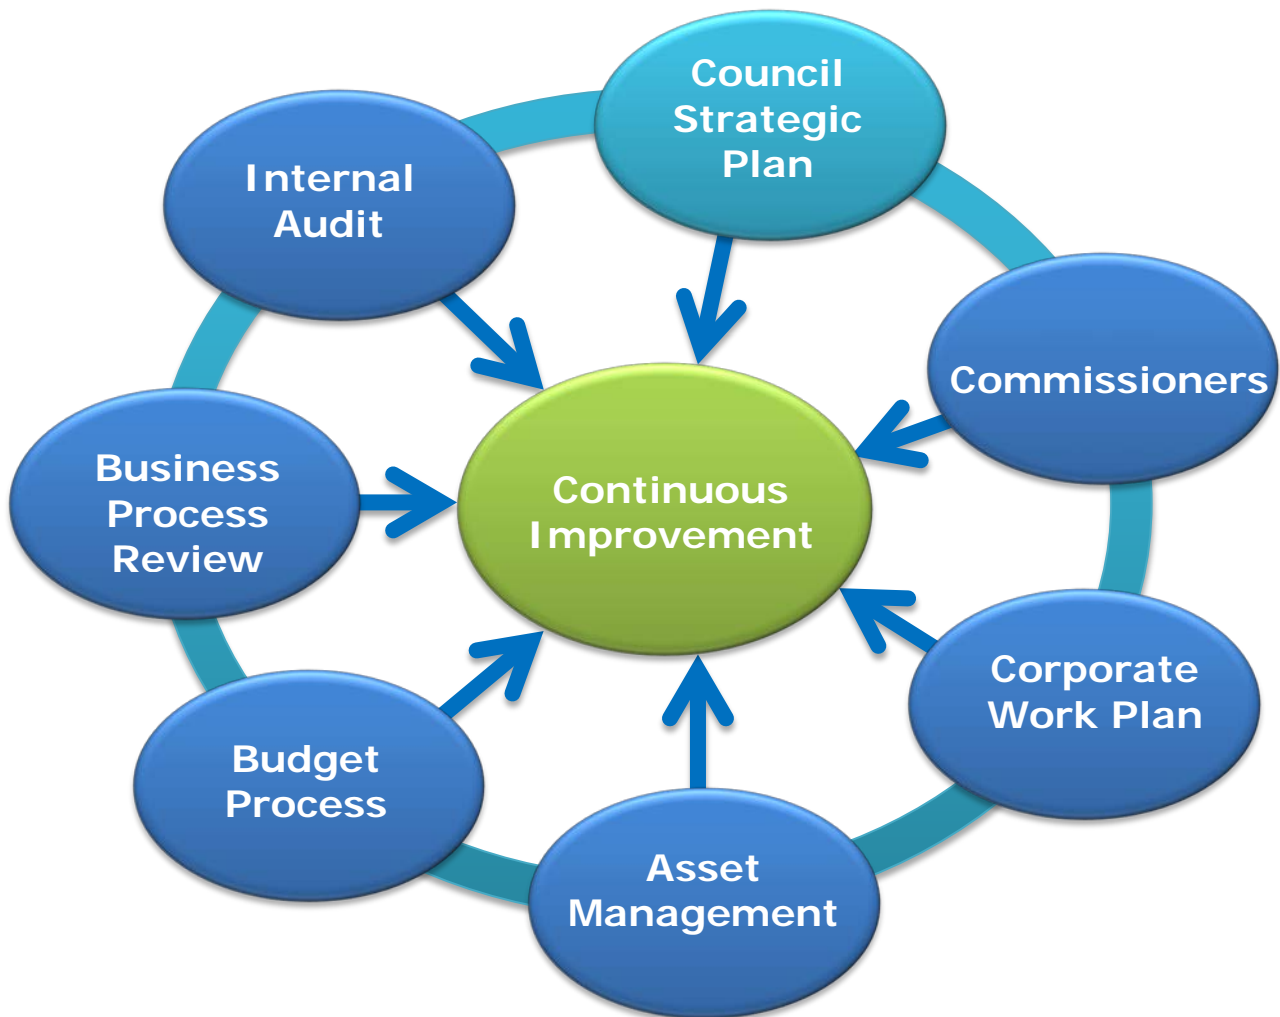 Council
Strategic
Plan
Internal
Audit
Commissioners
Business
Process
Review
Continuous
Improvement
Corporate
Work Plan
Budget
Process
Asset
Management